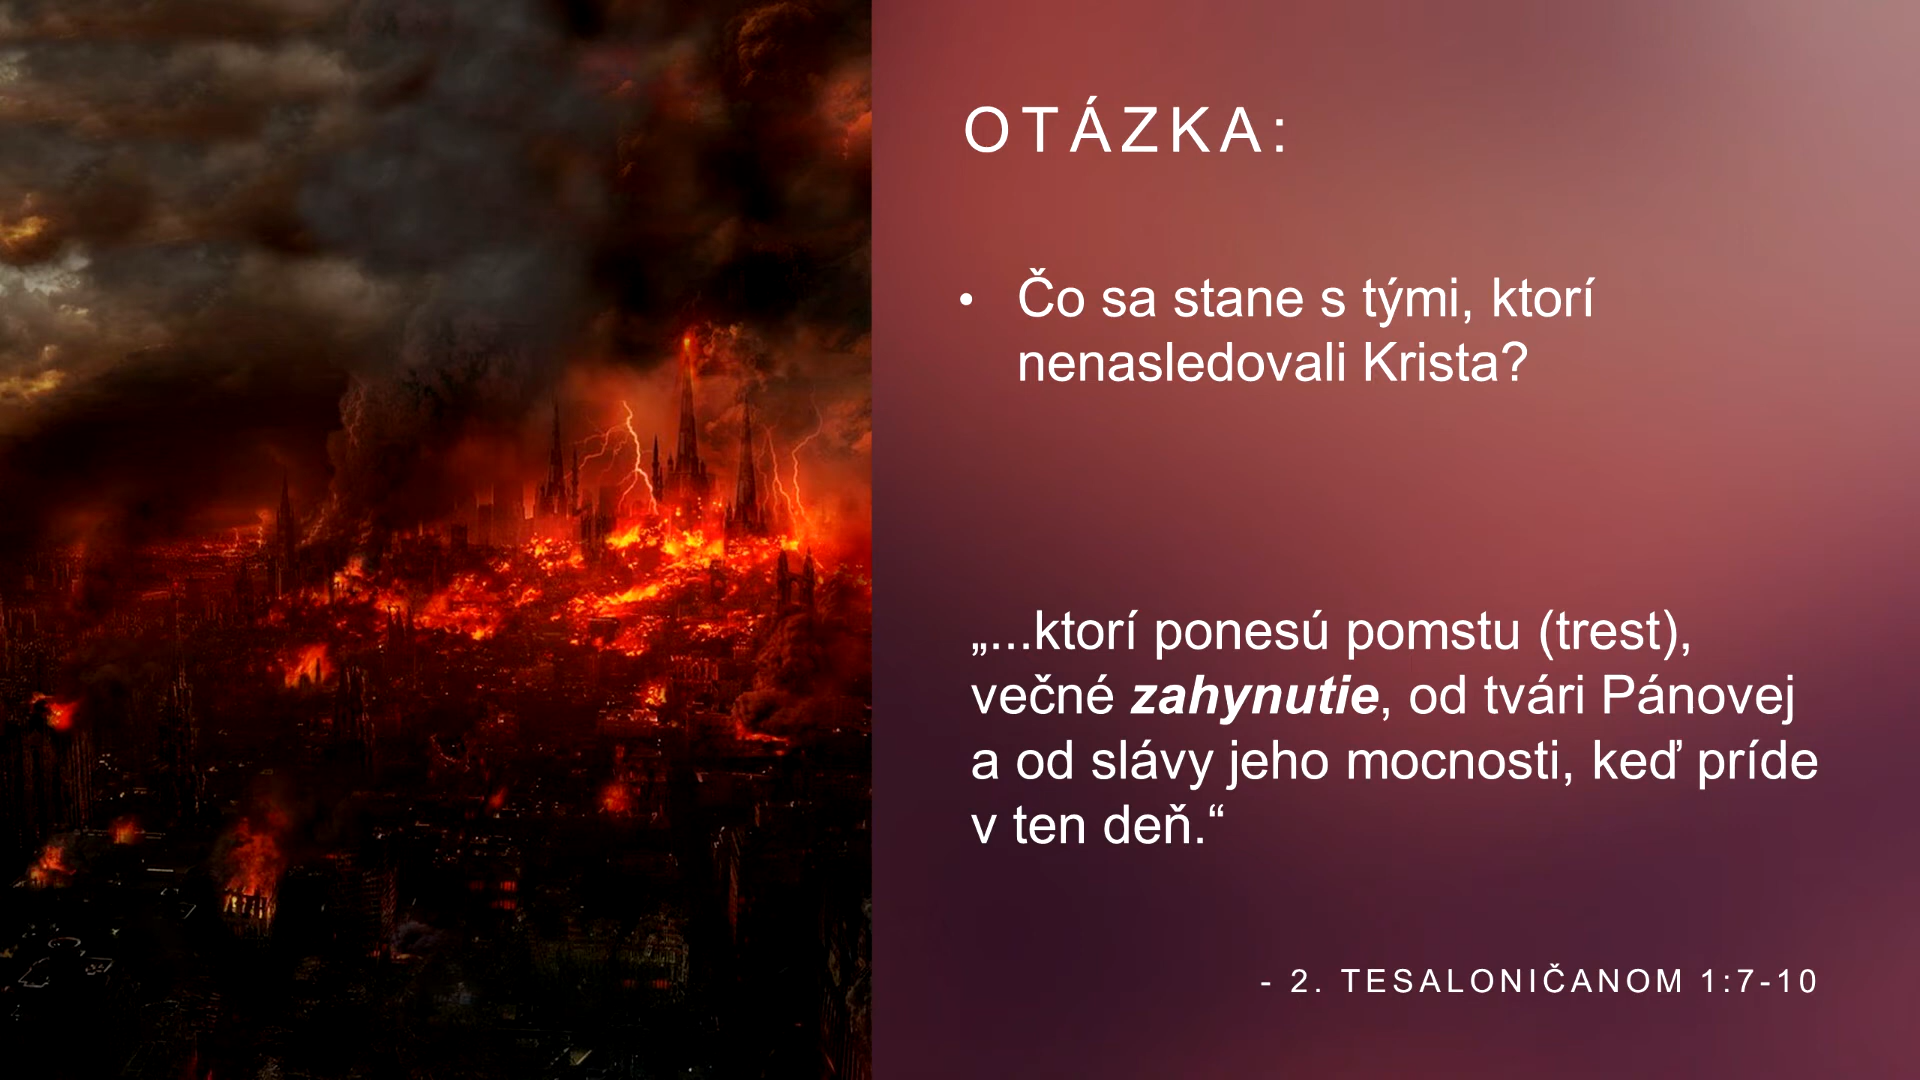 OTÁZKA:
• Čo sa stane s tými, ktorí
nenasledovali Krista?
„...ktorí ponesú pomstu (trest),
večné zahynutie, od tvári Pánovej
a od slávy jeho mocnosti, keď príde
v ten deň.“
- 2. TESALONIČANOM 1:7-10